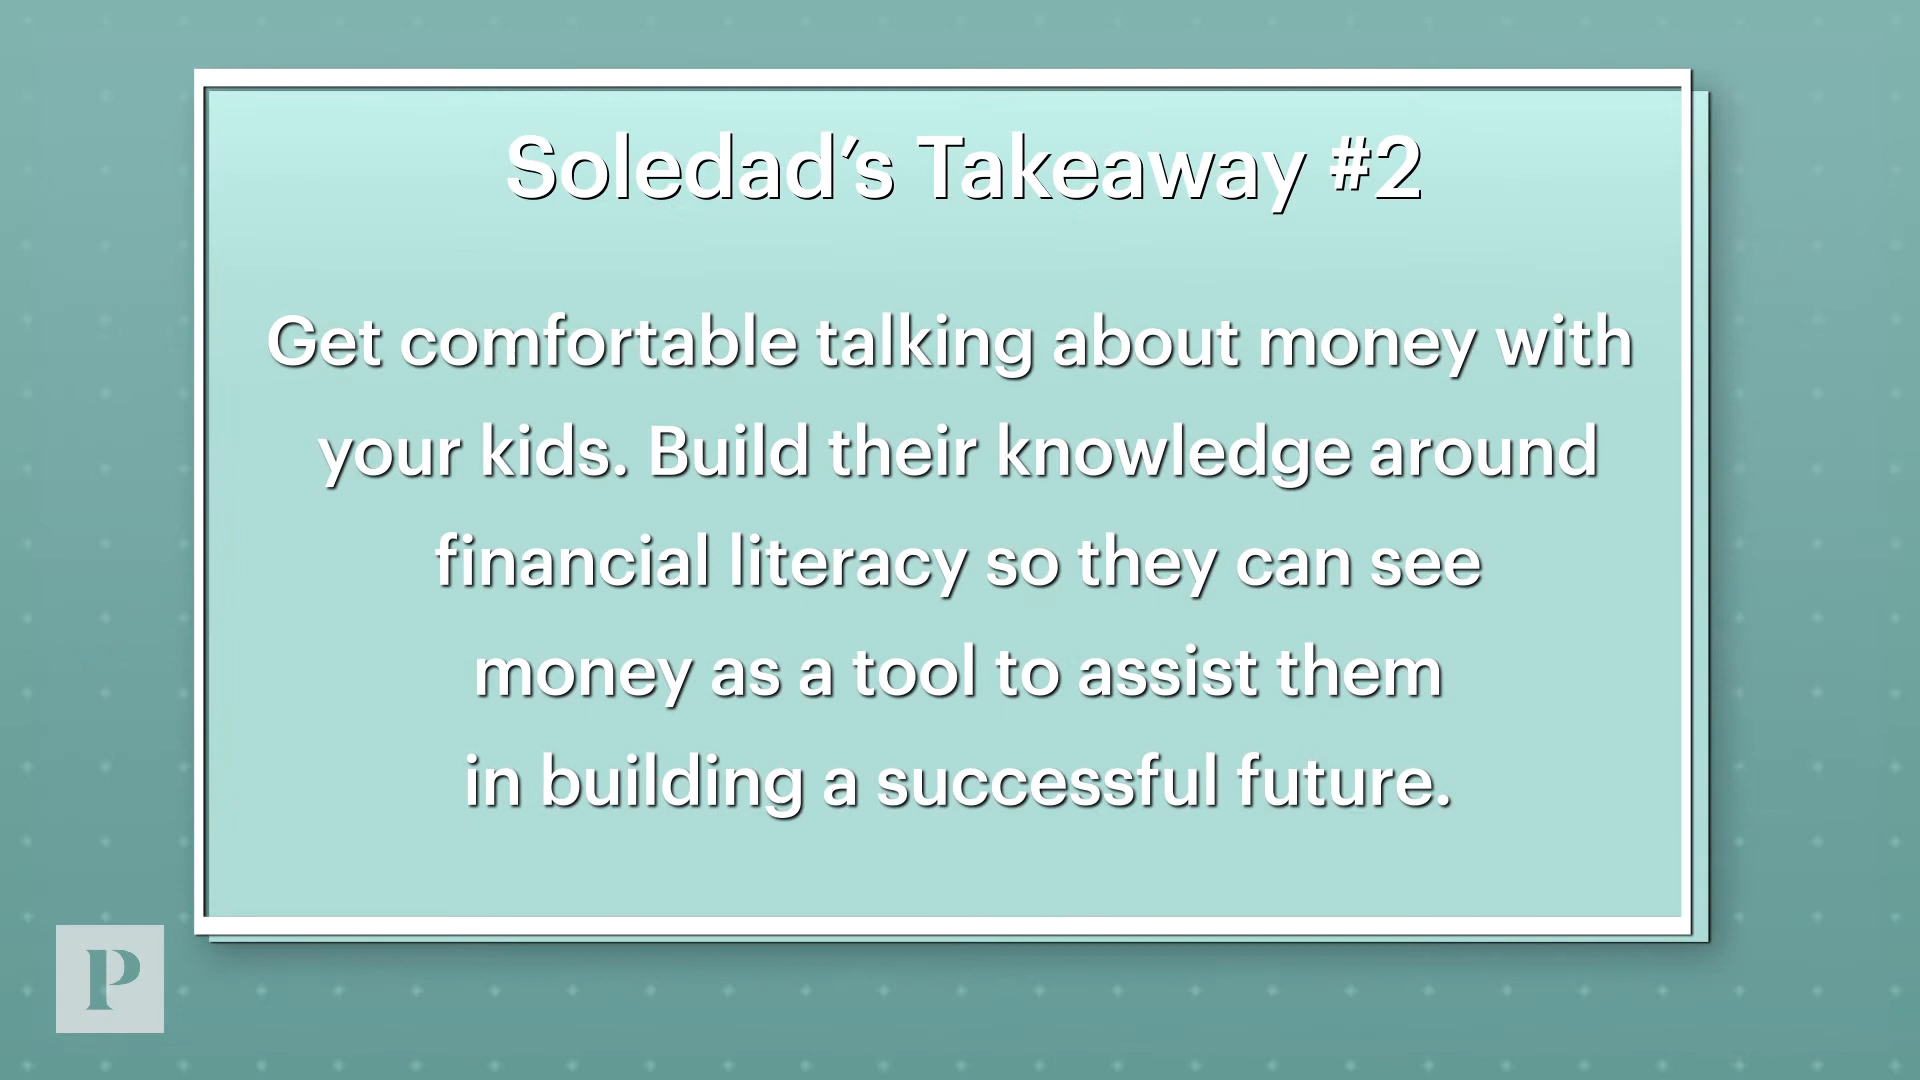 Soledad’s Takeaway #2
Get comfortable talking about money with
your kids. Build their knowledge around
financial literacy so they can see
money as a tool to assist them
in building a successful future.
P